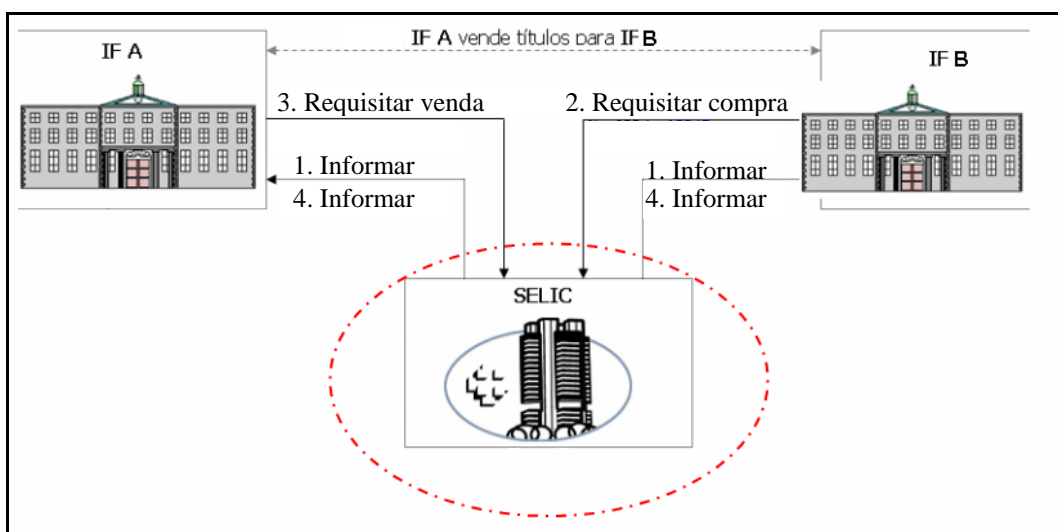 IF A vende títulos para IF B
IF A
IF B
3. Requisitar venda
2. Requisitar compra
1. Informar
4. Informar
1. Informar
4. Informar
SELIC